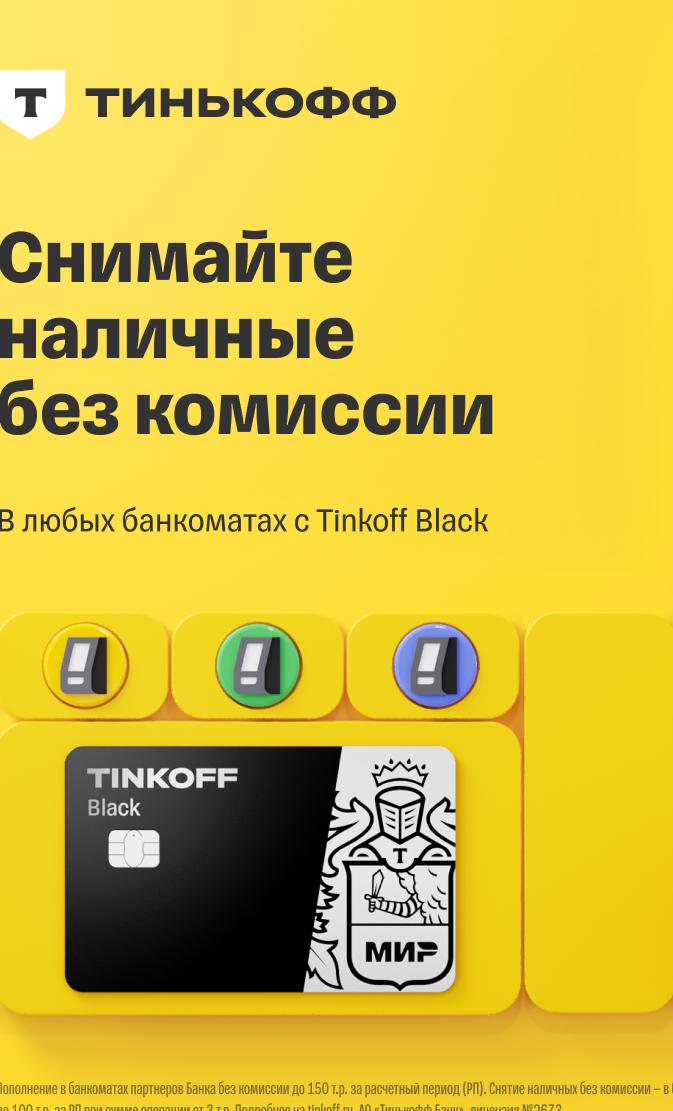 Т ТИНЬКОФФ
Снимайте
наличные
без комиссии
В любых банкоматах с Tinkoff Black
TINKOFF
Black
Т
МИР
Пополнение в банкоматах партнеров Банка без комиссии до 150 т.р. за расчетный период (РП). Снятие наличных без комиссии – в
до 100 т.р. за РП при сумме операции от 3 т.р. Подробнее на tinkoff.ru. АО «Тинькофф Банк», лицензия №2673